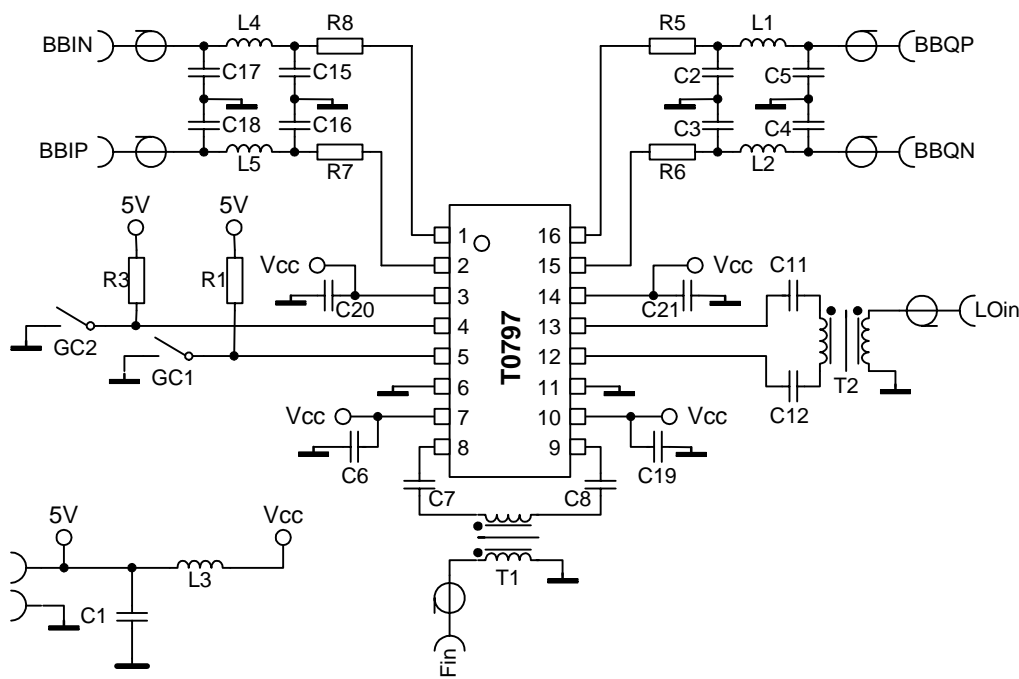 L4 R8 R5 L1
BBIN BBQP
C17 C15 C2 C5
C18 C16 C3 C4
BBIP BBQN
L5 R7 R6 L2
5V 5V
1 16
R3 R1 Vcc 2 15 Vcc C11
C20 3 14 C21
4 13 LOin
GC2 T0797
GC1 5 12 T2
6 11 C12
Vcc 7 10 Vcc
C6 8 9 C19
C7 C8
5V Vcc
L3 T1
C1
Fin